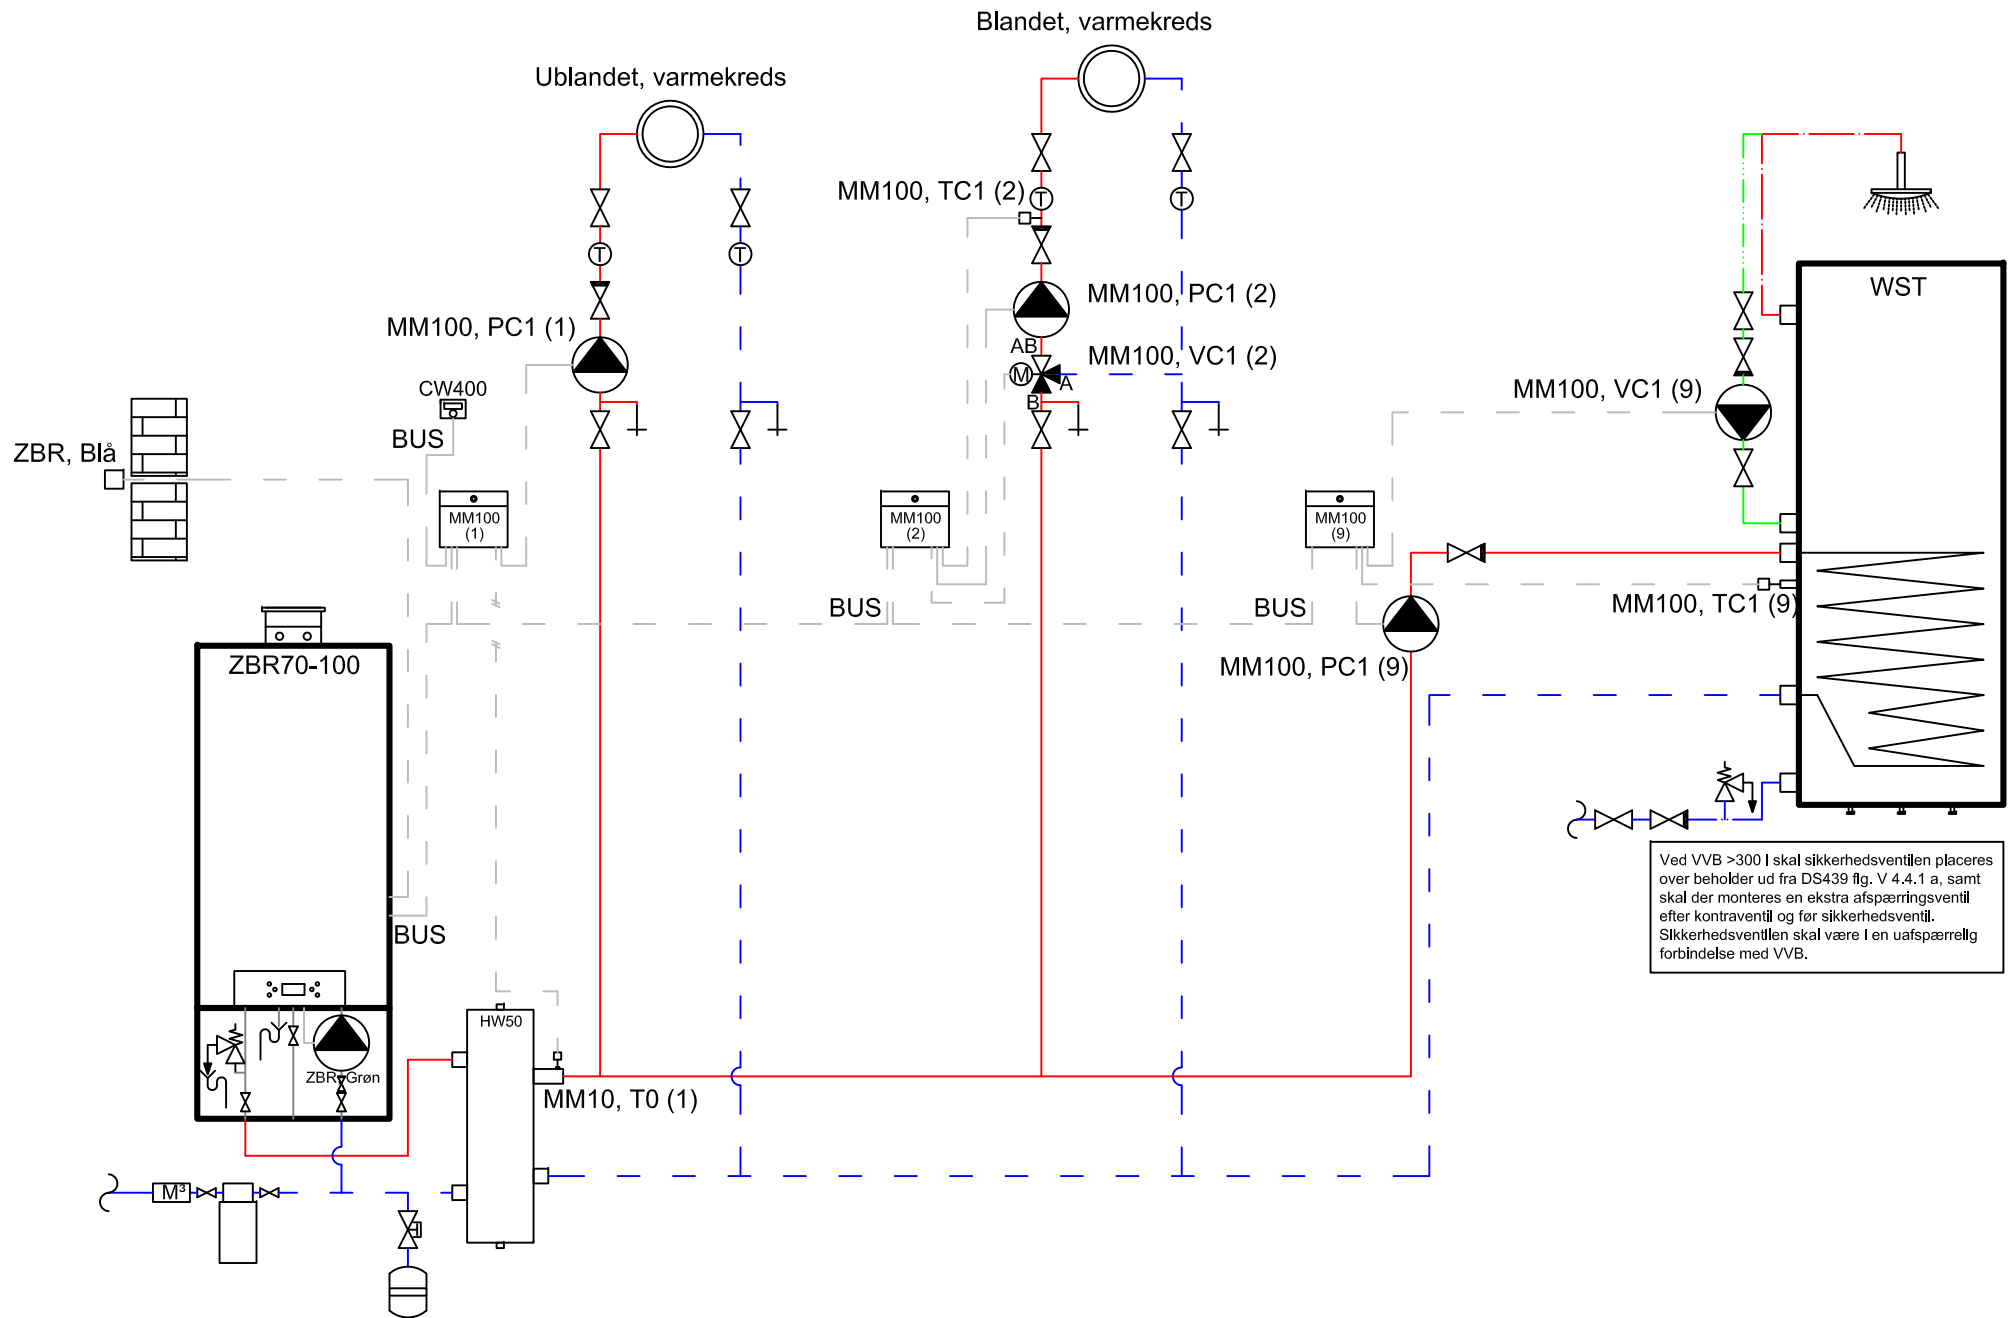 Blandet, varmekreds
Ublandet, varmekreds
MM100, TC1 (2)
T
T
T
T
WST
MM100, PC1 (2)
MM100, PC1 (1)
AB
MM100, VC1 (2)
M
A
B
CW400
MM100, VC1 (9)
BUS
ZBR, Blå
MM100
(1)
MM100
(2)
MM100
(9)
BUS
BUS
MM100, TC1 (9)
ZBR70-100
MM100, PC1 (9)
Ved VVB >300 l skal sikkerhedsventilen placeres
over beholder ud fra DS439 fig. V 4.4.1 a, samt
skal der monteres en ekstra afspærringsventil
efter kontraventil og før sikkerhedsventil.
Sikkerhedsventilen skal være i en uafspærrelig
forbindelse med VVB.
BUS
HW50
ZBR, Grøn
MM10, T0 (1)
M³